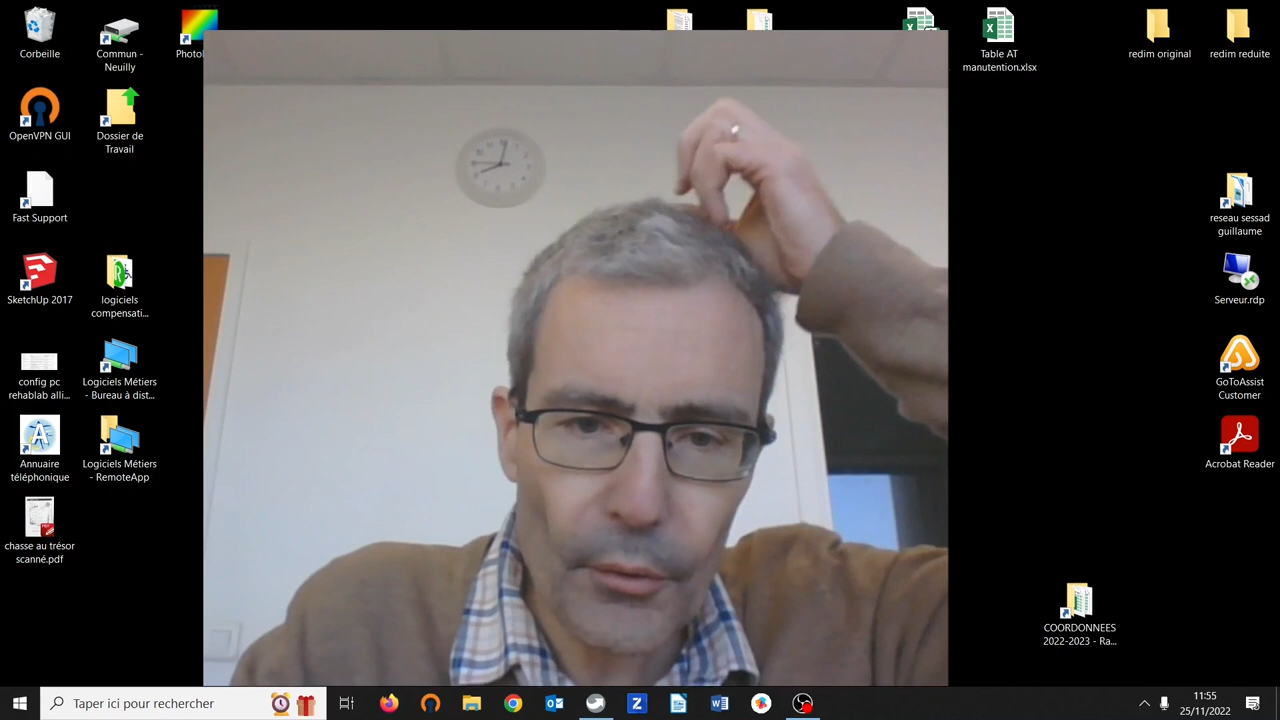 Corbeille
Commun -
Neuilly
Table AT
manutention.xlsx
redim original
redim reduite
OpenVPN GUI
Dossier de
Travail
Fast Support
reseau sessad
guillaume
SketchUp 2017
logiciels
compensati...
Serveur.rdp
config pc
rehablab alli...
Logiciels Métiers
- Bureau à dist...
GoToAssist
Customer
Annuaire
téléphonique
Logiciels Métiers
- RemoteApp
Acrobat Reader
chasse au trésor
scanné.pdf
COORDONNEES
2022-2023 - Ra...
Taper ici pour rechercher
11:55
25/11/2022